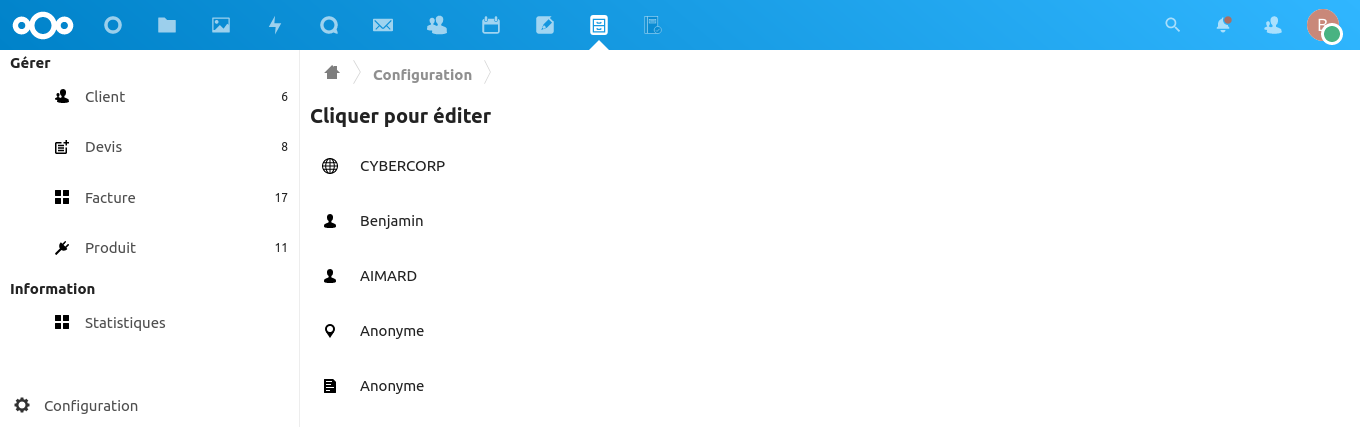 B
Gérer
Client 6
Devis 8
Facture 17
Produit 11
Information
Statistiques
Configuration
Configuration
Cliquer pour éditer
CYBERCORP
Benjamin
AIMARD
Anonyme
Anonyme